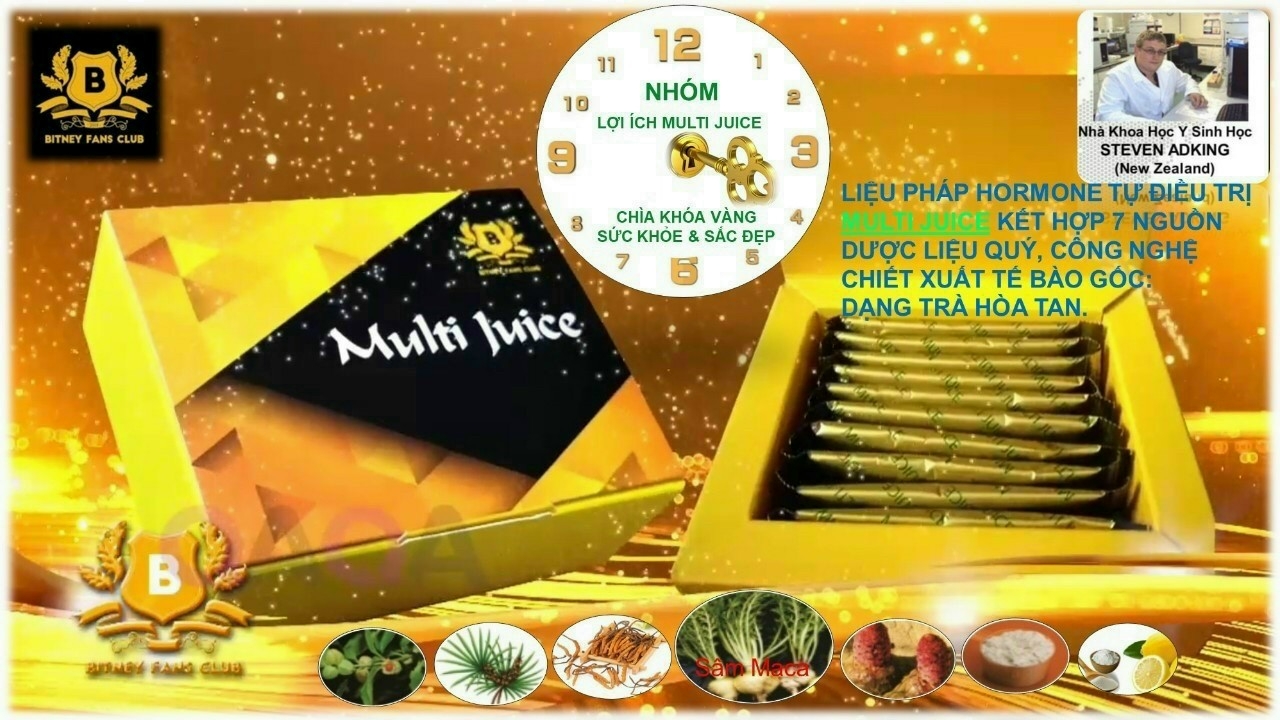 B
BITNEY FANS CLUB
12
11
1
NHÓM
10
2
LỢI ÍCH MULTI JUICE
9
3
CHÌA KHÓA VÀNG
8
4
SỨC KHỎE & SẮC ĐẸP
7
5
6
Nhà Khoa Học Y Sinh Học
STEVEN ADKING
(New Zealand)
LIỆU PHÁP HORMONE TỰ ĐIỀU TRỊ
MULTI JUICE KẾT HỢP 7 NGUỒN
DƯỢC LIỆU QUÝ, CÔNG NGHỆ
CHIẾT XUẤT TẾ BÀO GỐC:
DẠNG TRÀ HÒA TAN.
B
BITNEY FANS CLUB
Multi Juice
B
BITNEY FANS CLUB
Sâm Maca